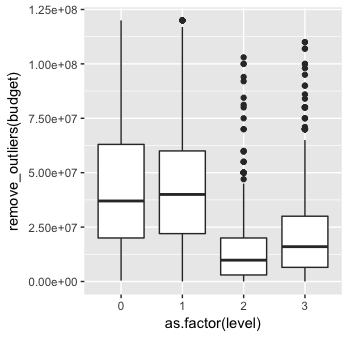 1.25e+08
1.00e+08
7.50e+07
5.00e+07
2.50e+07
0.00e+00
remove_outliers(budget)
0 1 2 3
as.factor(level)